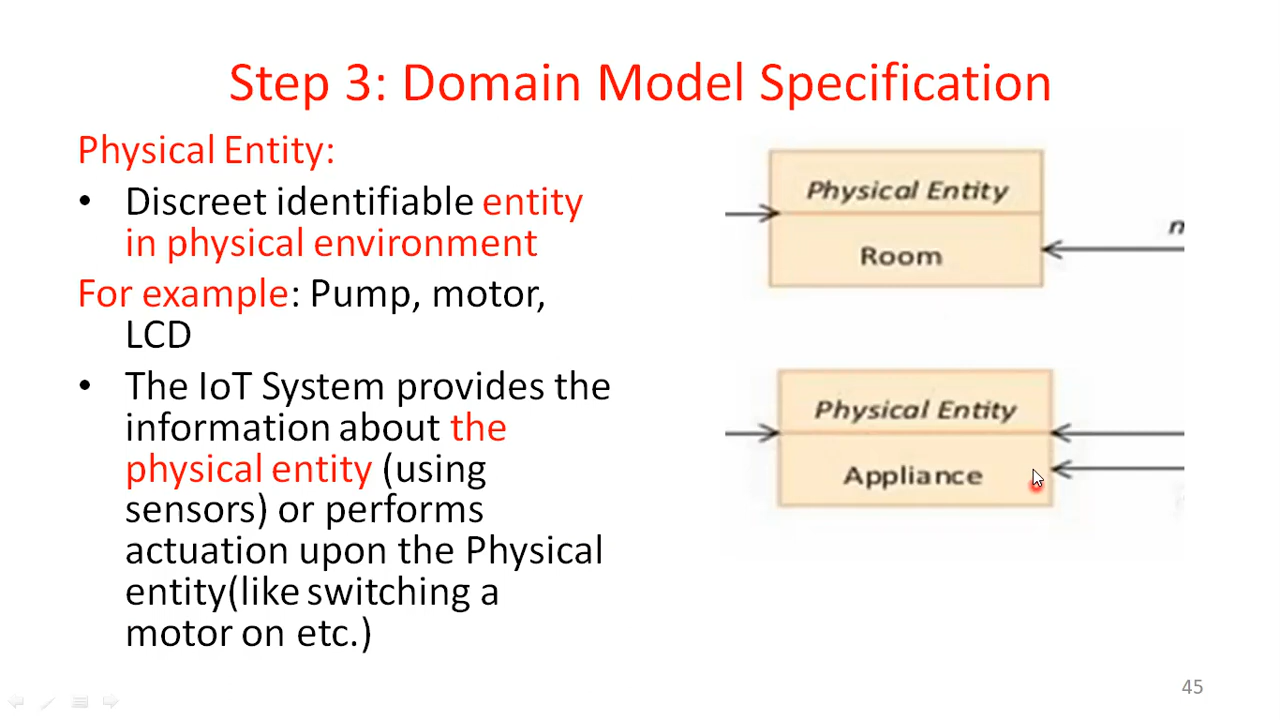 Step 3: Domain Model Specification
Physical Entity:
• Discreet identifiable entity
in physical environment
For example: Pump, motor,
LCD
• The IoT System provides the
information about the
physical entity (using
sensors) or performs
actuation upon the Physical
entity(like switching a
motor on etc.)
Physical Entity
Room
Physical Entity
Appliance
45